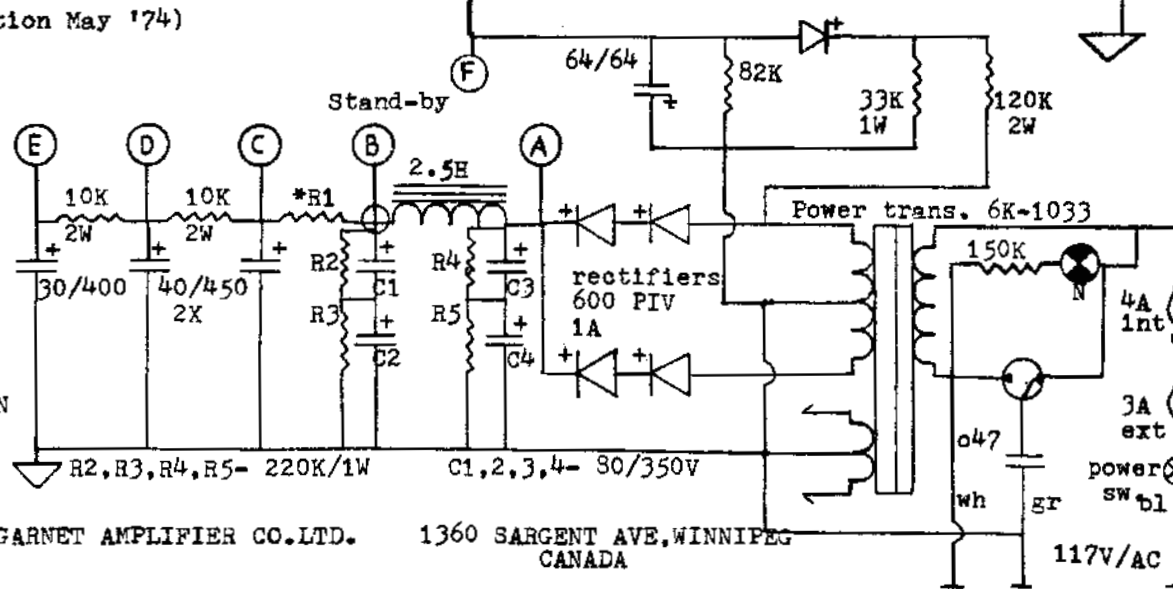 tion May '74)
F
64/64
82K
33K
1W
120K
2W
Stand-by
E
D
C
B
A
2.5H
10K
2W
10K
2W
*R1
Power trans. 6K-1033
150K
N
30/400
40/450
2X
R2
R3
C1
C2
R4
R5
C3
C4
rectifiers
600 PIV
1A
4A
int
3A
ext
N
o47
power
sw
bl
wh
gr
R2,R3,R4,R5- 220K/1W
C1,2,3,4- 80/350V
GARNET AMPLIFIER CO.LTD.
1360 SARGENT AVE,WINNIPEG
CANADA
117V/AC